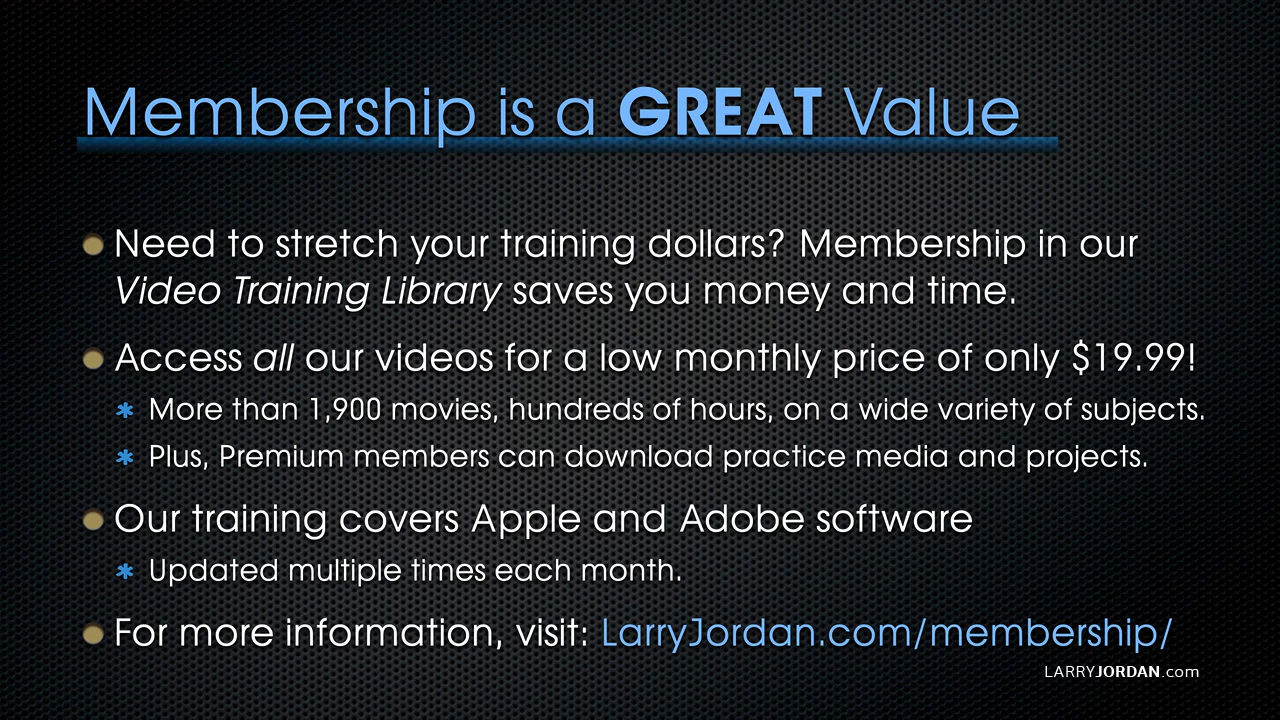 Membership is a GREAT Value
Need to stretch your training dollars? Membership in our
Video Training Library saves you money and time.
Access all our videos for a low monthly price of only $19.99!
More than 1,900 movies, hundreds of hours, on a wide variety of subjects.
Plus, Premium members can download practice media and projects.
Our training covers Apple and Adobe software
Updated multiple times each month.
For more information, visit: LarryJordan.com/membership/
LARRYJORDAN.com